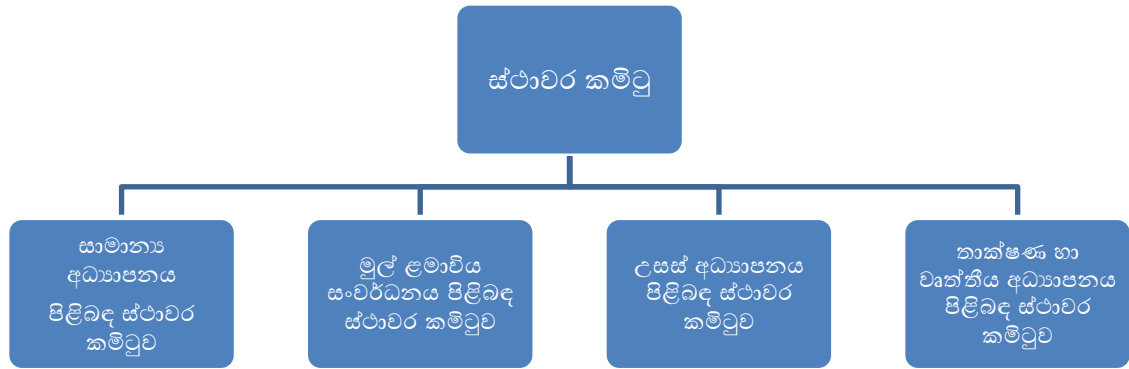 ස්ථාවර කමිටු
සාමාන්‍ය
අධ්‍යාපනය
පිළිබඳ ස්ථාවර
කමිටුව
මුල් ළමාවිය
සංවර්ධනය පිළිබඳ
ස්ථාවර කමිටුව
උසස් අධ්‍යාපනය
පිළිබඳ ස්ථාවර
කමිටුව
තාක්ෂණ හා
වෘත්තීය අධ්‍යාපනය
පිළිබඳ ස්ථාවර
කමිටුව